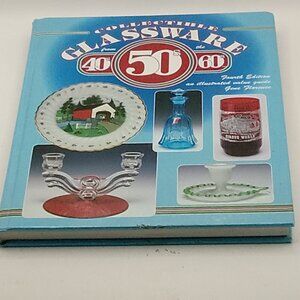 COLLECTIBLE
GLASSWARE
from the
40s 50s 60s
Fourth Edition
an illustrated value guide
Gene Florence